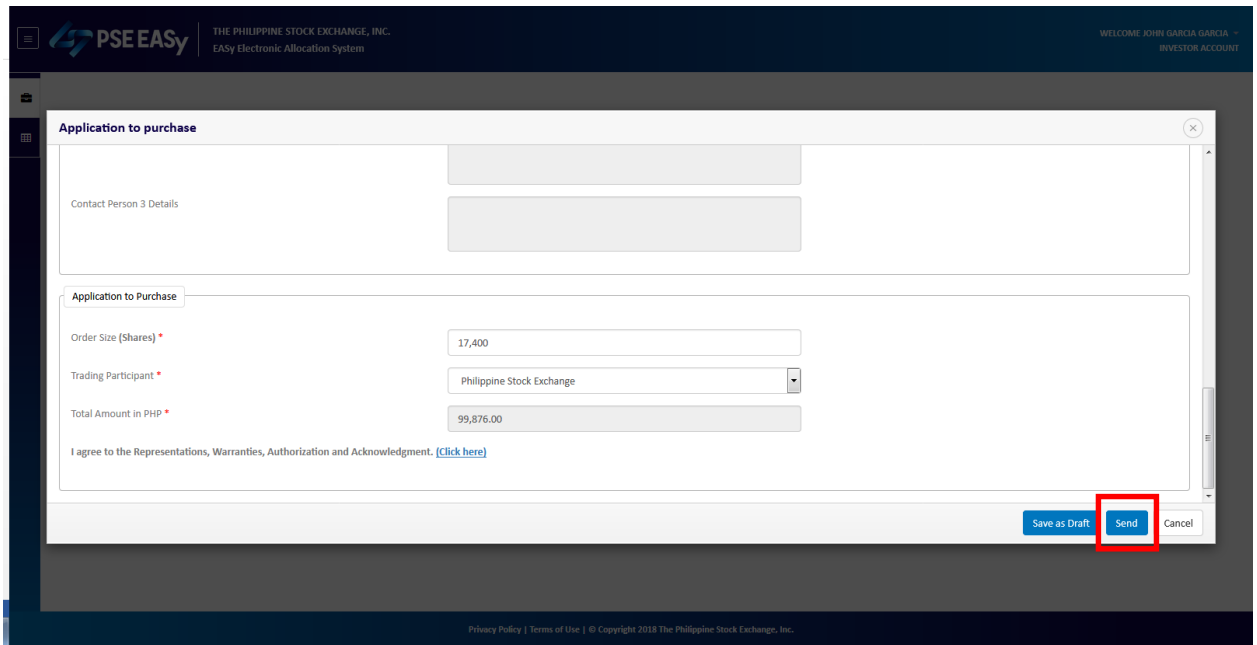 PSE EASy
THE PHILIPPINE STOCK EXCHANGE, INC.
EASy Electronic Allocation System
WELCOME JOHN GARCIA GARCIA
INVESTOR ACCOUNT
Application to purchase
Contact Person 3 Details
Application to Purchase
Order Size (Shares) *
17,400
Trading Participant *
Philippine Stock Exchange
Total Amount in PHP *
99,876.00
I agree to the Representations, Warranties, Authorization and Acknowledgment. (Click here)
Save as Draft
Send
Cancel
Privacy Policy | Terms of Use | © Copyright 2018 The Philippine Stock Exchange, Inc.